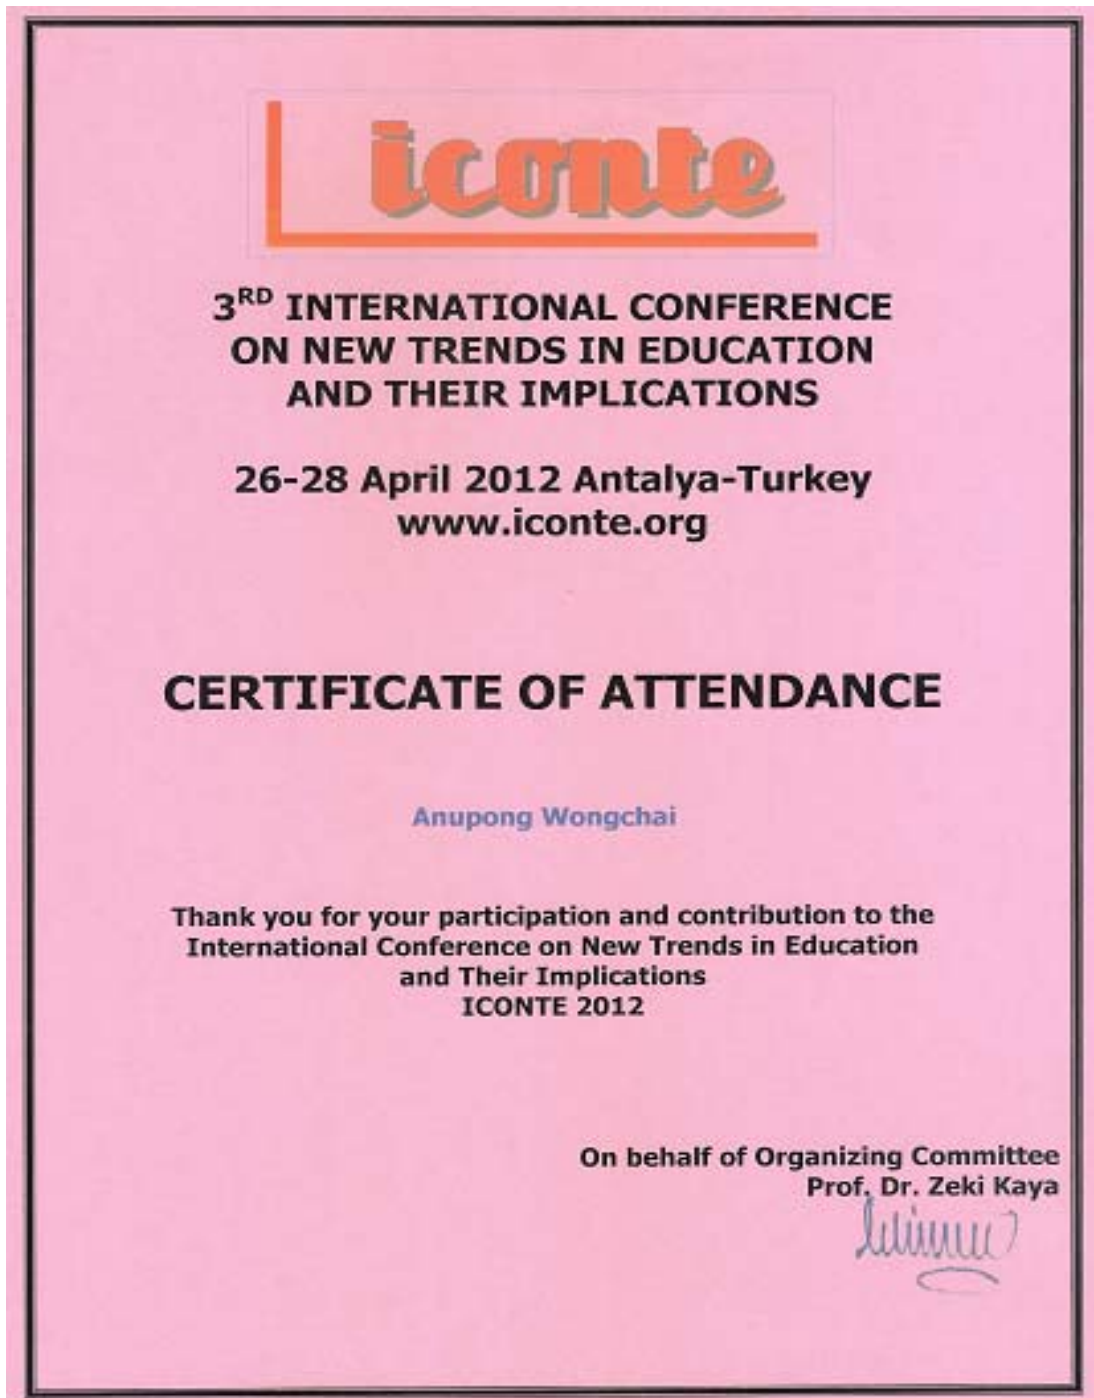 iconte
3RD INTERNATIONAL CONFERENCE
ON NEW TRENDS IN EDUCATION
AND THEIR IMPLICATIONS
26-28 April 2012 Antalya-Turkey
www.iconte.org
CERTIFICATE OF ATTENDANCE
Anupong Wongchai
Thank you for your participation and contribution to the
International Conference on New Trends in Education
and Their Implications
ICONTE 2012
On behalf of Organizing Committee
Prof. Dr. Zeki Kaya